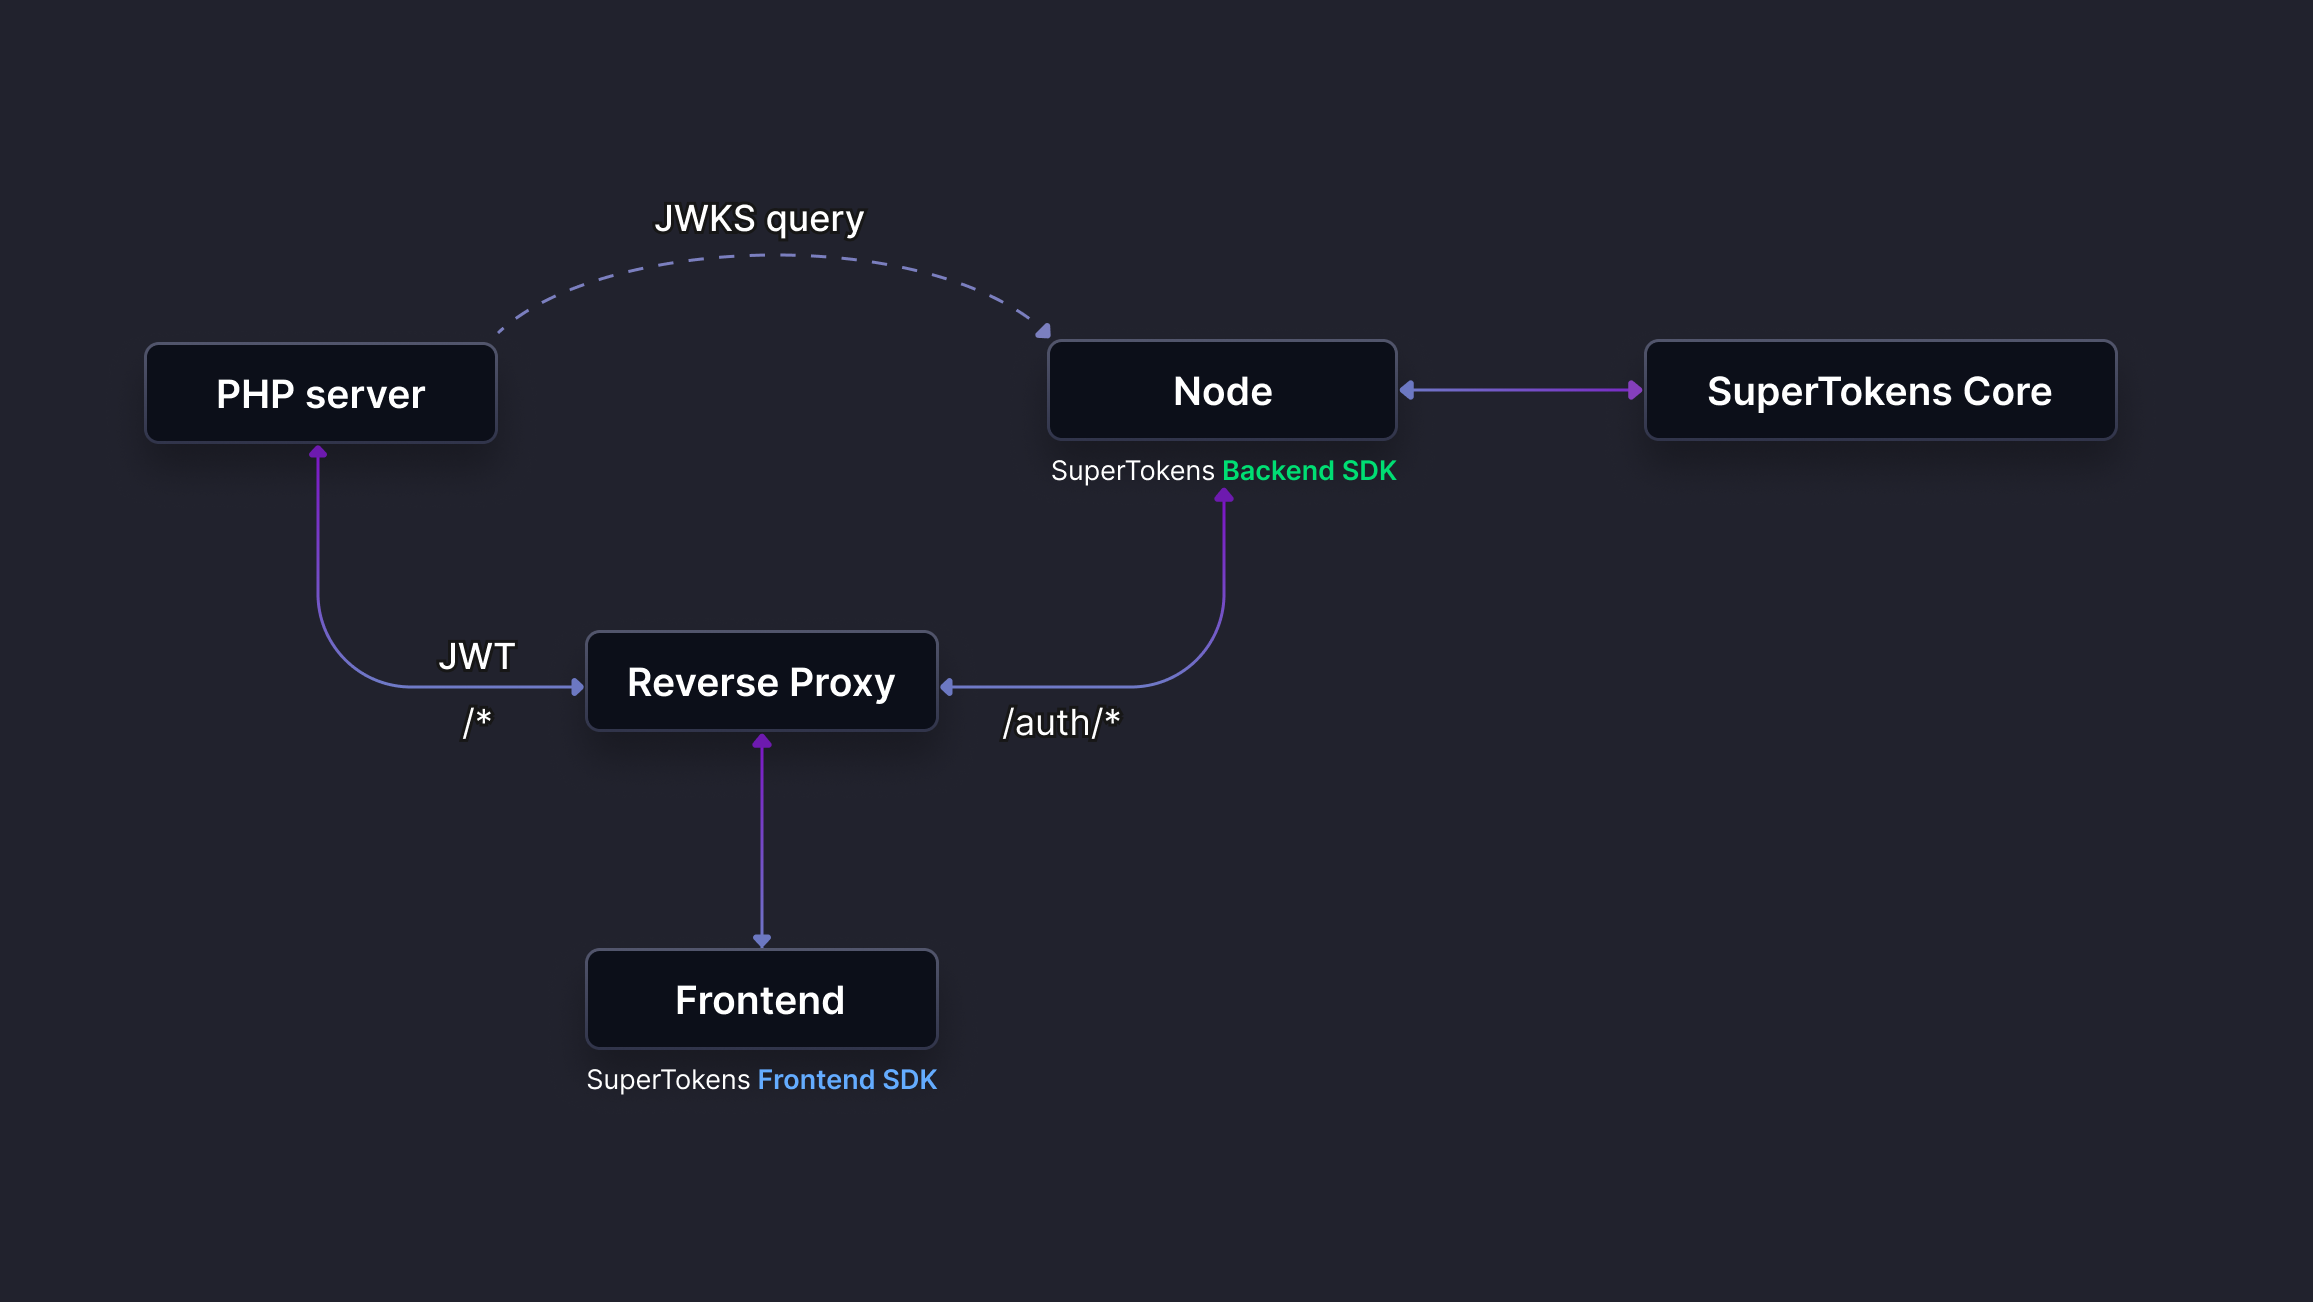 JWKS query
PHP server
Node
SuperTokens Core
SuperTokens Backend SDK
JWT
/*
Reverse Proxy
/auth/*
Frontend
SuperTokens Frontend SDK